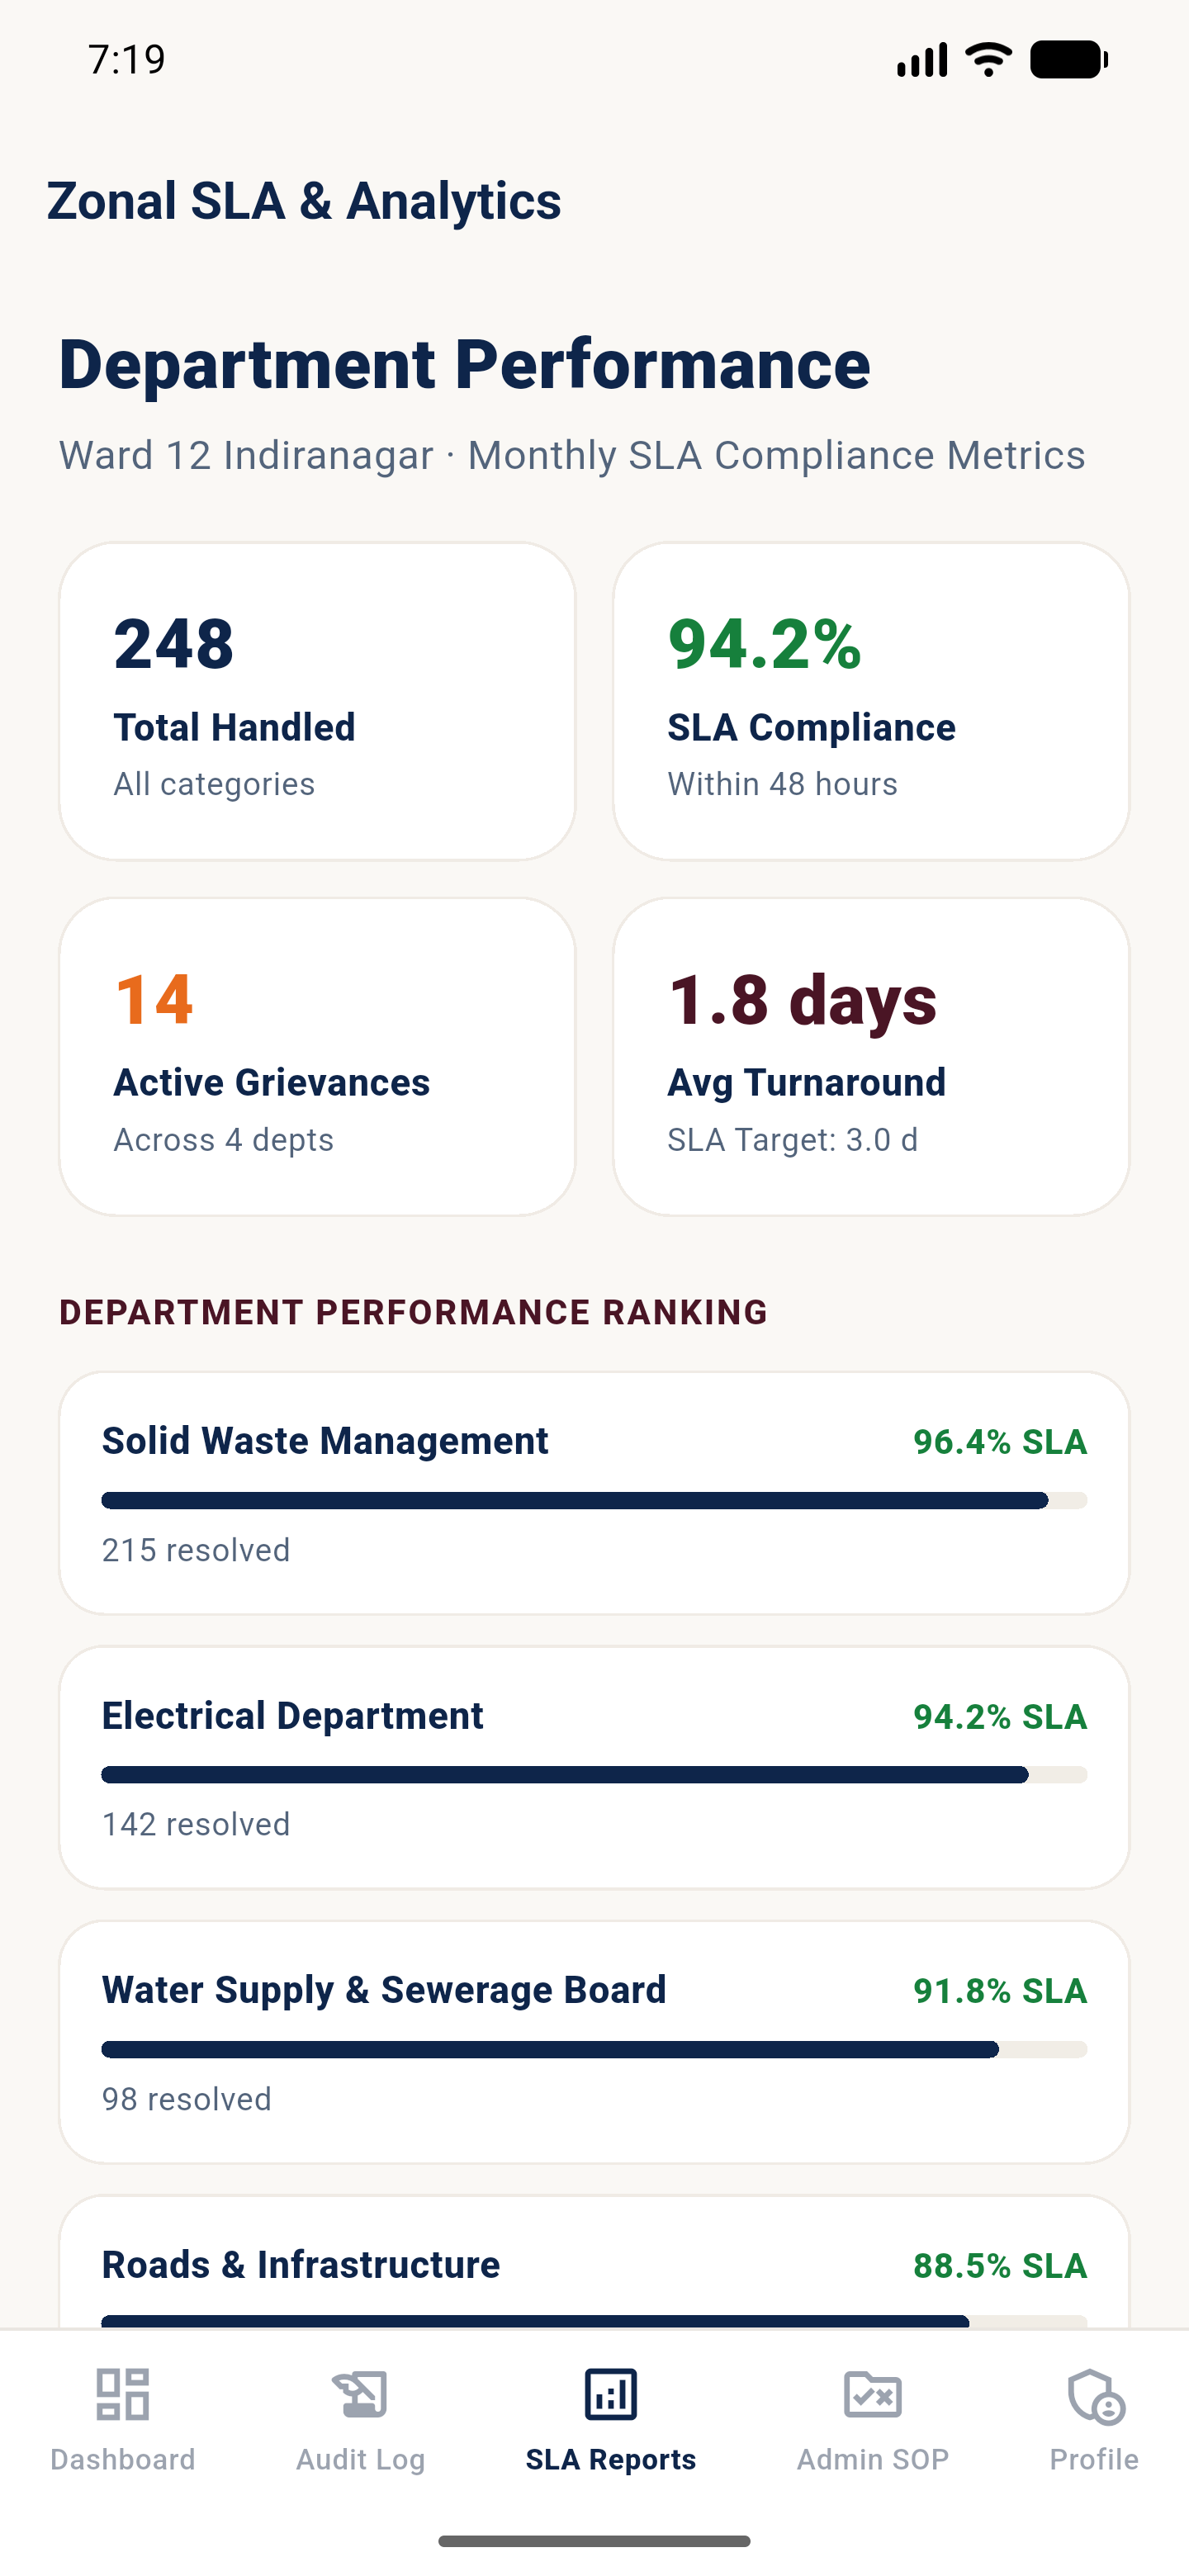 7:19
Zonal SLA & Analytics
Department Performance
Ward 12 Indiranagar · Monthly SLA Compliance Metrics
248
Total Handled
All categories
94.2%
SLA Compliance
Within 48 hours
14
Active Grievances
Across 4 depts
1.8 days
Avg Turnaround
SLA Target: 3.0 d
DEPARTMENT PERFORMANCE RANKING
Solid Waste Management
96.4% SLA
215 resolved
Electrical Department
94.2% SLA
142 resolved
Water Supply & Sewerage Board
91.8% SLA
98 resolved
Roads & Infrastructure
88.5% SLA
Dashboard
Audit Log
SLA Reports
Admin SOP
Profile